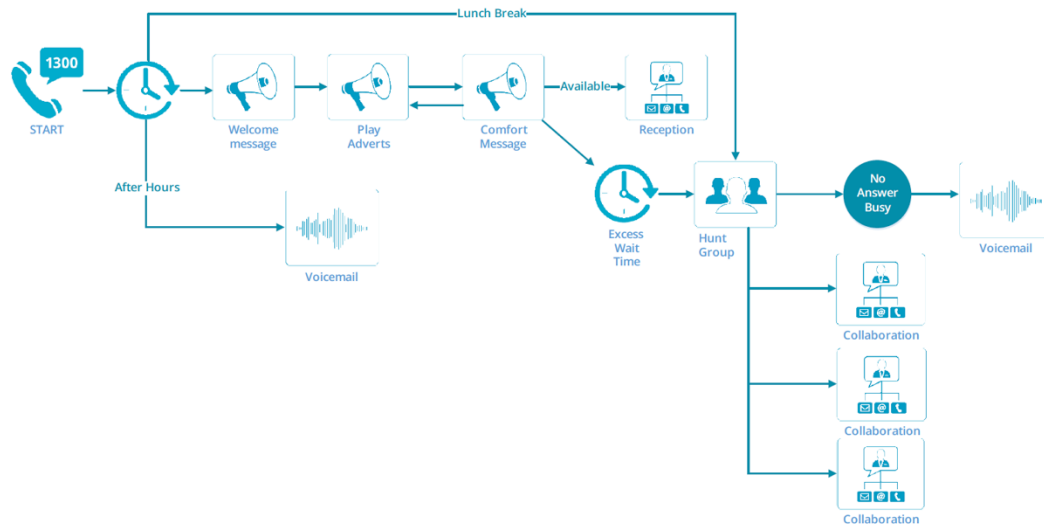 Lunch Break
1300
START
Welcome
message
Play
Adverts
Comfort
Message
Available
Reception
After Hours
Voicemail
Excess
Wait
Time
Hunt
Group
No
Answer
Busy
Voicemail
@
Collaboration
@
Collaboration
@
Collaboration